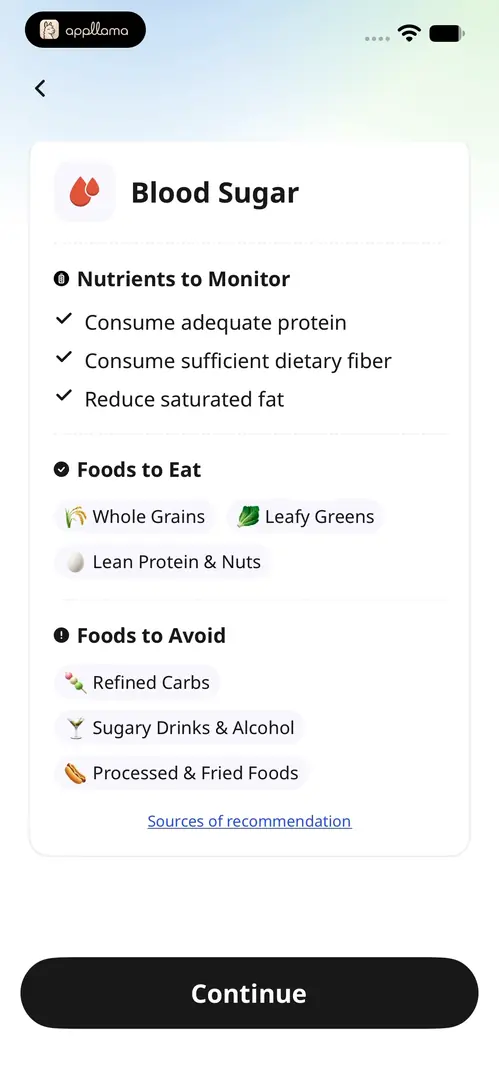 appllama
Blood Sugar
Nutrients to Monitor
Consume adequate protein
Consume sufficient dietary fiber
Reduce saturated fat
Foods to Eat
Whole Grains
Leafy Greens
Lean Protein & Nuts
Foods to Avoid
Refined Carbs
Sugary Drinks & Alcohol
Processed & Fried Foods
Sources of recommendation
Continue